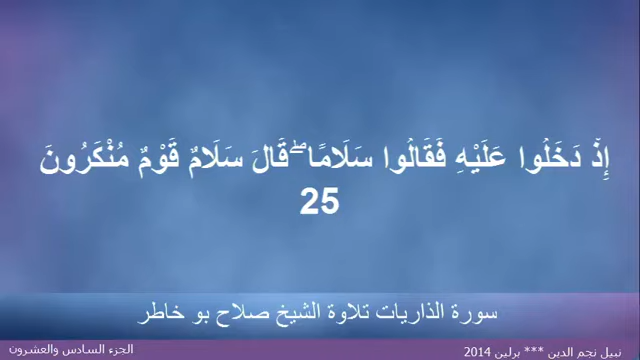 إِذْ دَخَلُوا عَلَيْهِ فَقَالُوا سَلَامًا ۖ قَالَ سَلَامٌ قَوْمٌ مُنْكَرُونَ
25
سورة الذاريات تلاوة الشيخ صلاح بو خاطر
نبيل نجم الدين *** برلين 2014
الجزء السادس والعشرون